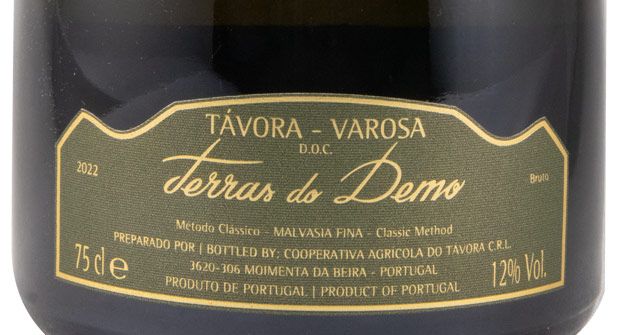 TÁVORA - VAROSA
D.O.C.
2022
Terras do Demo
Bruto
Método Clássico - MALVASIA FINA - Classic Method
PREPARADO POR | BOTTLED BY: COOPERATIVA AGRICOLA DO TÁVORA C.R.L.
75 cl e
3620-306 MOIMENTA DA BEIRA - PORTUGAL
12% Vol.
PRODUTO DE PORTUGAL | PRODUCT OF PORTUGAL